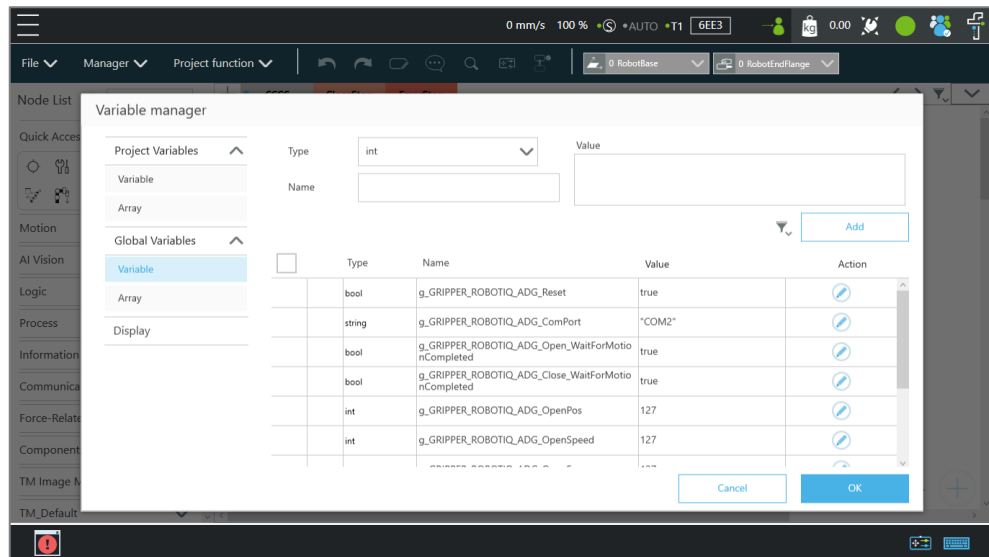 0 mm/s 100% S AUTO T1 6EE3 kg 0.00
File Manager Project function 0 RobotBase 0 RobotEndFlange
Node List
Variable manager
Quick Acces
Project Variables Type int Value
Variable
Name
Array
Motion
Global Variables Add
AI Vision
Variable Type Name Value Action
Logic
Array bool g_GRIPPER_ROBOTIQ_ADG_Reset true
Process
Display string g_GRIPPER_ROBOTIQ_ADG_ComPort "COM2"
Information bool g_GRIPPER_ROBOTIQ_ADG_Open_WaitForMotio
nCompleted true
Communica bool g_GRIPPER_ROBOTIQ_ADG_Close_WaitForMotio
nCompleted true
Force-Relate int g_GRIPPER_ROBOTIQ_ADG_OpenPos 127
Component int g_GRIPPER_ROBOTIQ_ADG_OpenSpeed 127
TM Image M
Cancel OK
TM_Default